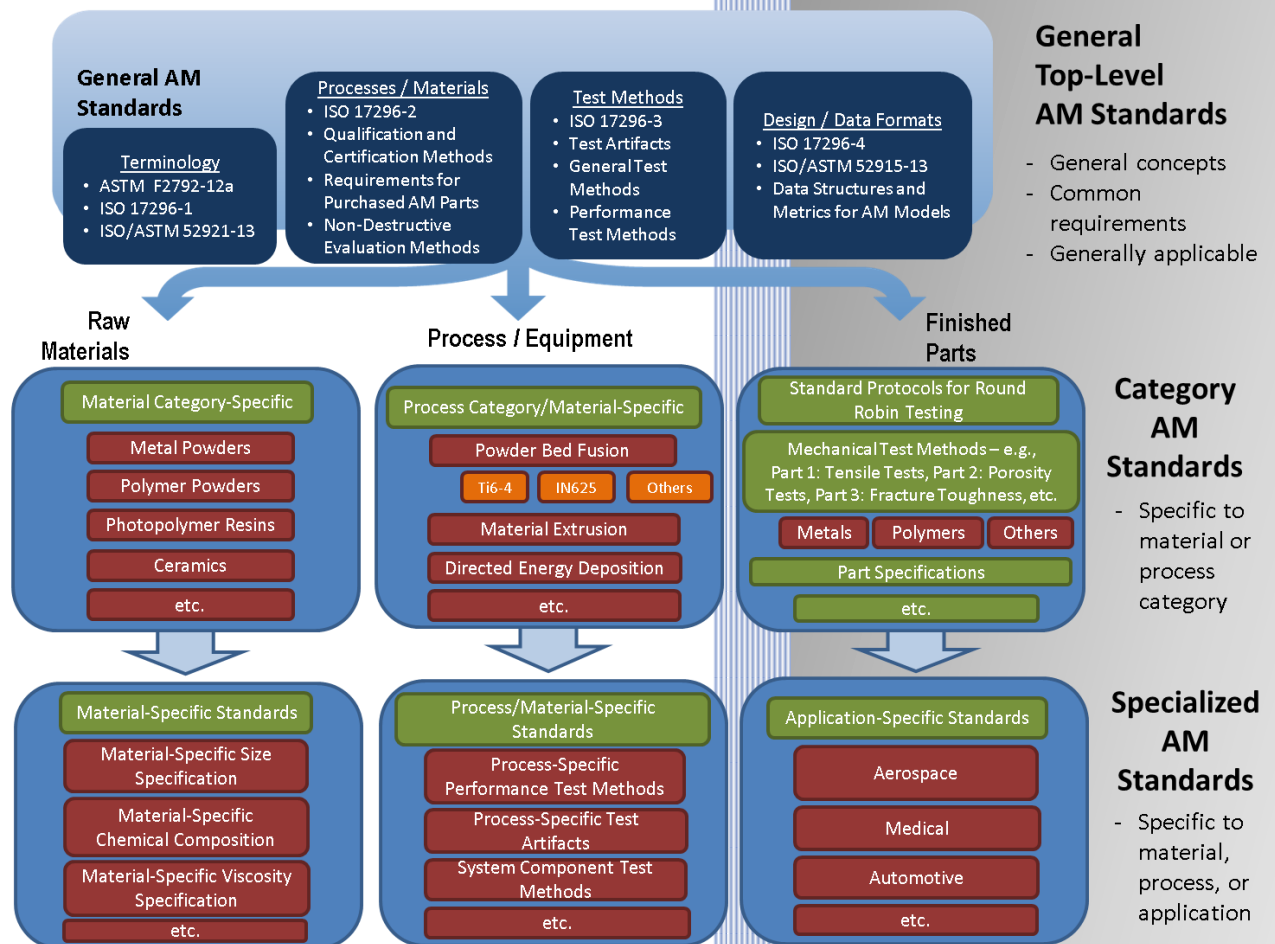 General AM
Standards
Terminology
• ASTM F2792-12a
• ISO 17296-1
• ISO/ASTM 52921-13
Processes / Materials
• ISO 17296-2
• Qualification and
Certification Methods
• Requirements for
Purchased AM Parts
• Non-Destructive
Evaluation Methods
Test Methods
• ISO 17296-3
• Test Artifacts
• General Test
Methods
• Performance
Test Methods
Design / Data Formats
• ISO 17296-4
• ISO/ASTM 52915-13
• Data Structures and
Metrics for AM Models
General
Top-Level
AM Standards
- General concepts
- Common
requirements
- Generally applicable
Raw
Materials
Process / Equipment
Finished
Parts
Material Category-Specific
Metal Powders
Polymer Powders
Photopolymer Resins
Ceramics
etc.
Process Category/Material-Specific
Powder Bed Fusion
Ti6-4
IN625
Others
Material Extrusion
Directed Energy Deposition
etc.
Standard Protocols for Round
Robin Testing
Mechanical Test Methods – e.g.,
Part 1: Tensile Tests, Part 2: Porosity
Tests, Part 3: Fracture Toughness, etc.
Metals
Polymers
Others
Part Specifications
etc.
Category
AM
Standards
- Specific to
material or
process
category
Material-Specific Standards
Material-Specific Size
Specification
Material-Specific
Chemical Composition
Material-Specific Viscosity
Specification
etc.
Process/Material-Specific
Standards
Process-Specific
Performance Test Methods
Process-Specific Test
Artifacts
System Component Test
Methods
etc.
Application-Specific Standards
Aerospace
Medical
Automotive
etc.
Specialized
AM
Standards
- Specific to
material,
process, or
application